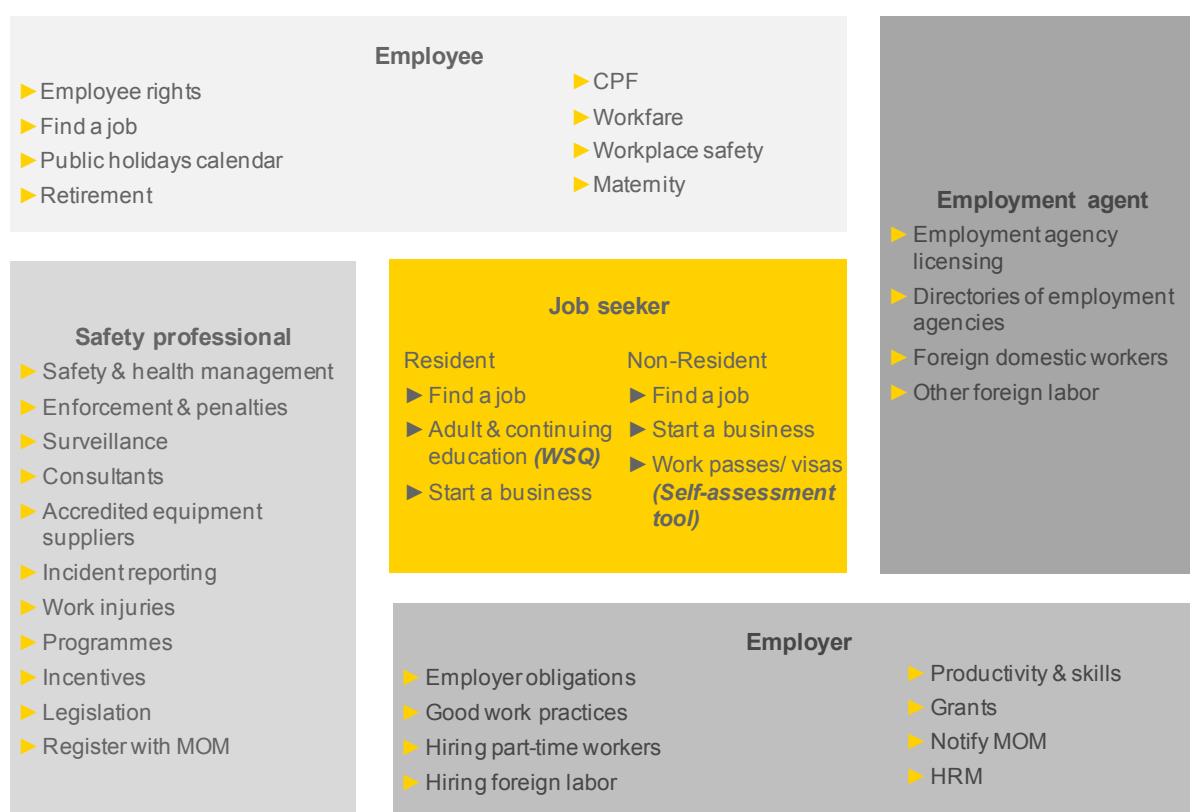 Employee
► Employee rights
► Find a job
► Public holidays calendar
► Retirement
► CPF
► Workfare
► Workplace safety
► Maternity
Employment agent
► Employment agency
licensing
► Directories of employment
agencies
► Foreign domestic workers
► Other foreign labor
Safety professional
► Safety & health management
► Enforcement & penalties
► Surveillance
► Consultants
► Accredited equipment
suppliers
► Incident reporting
► Work injuries
► Programmes
► Incentives
► Legislation
► Register with MOM
Job seeker
Resident
► Find a job
► Adult & continuing
education (WSQ)
► Start a business
Non-Resident
► Find a job
► Start a business
► Work passes/ visas
(Self-assessment
tool)
Employer
► Employer obligations
► Good work practices
► Hiring part-time workers
► Hiring foreign labor
► Productivity & skills
► Grants
► Notify MOM
► HRM